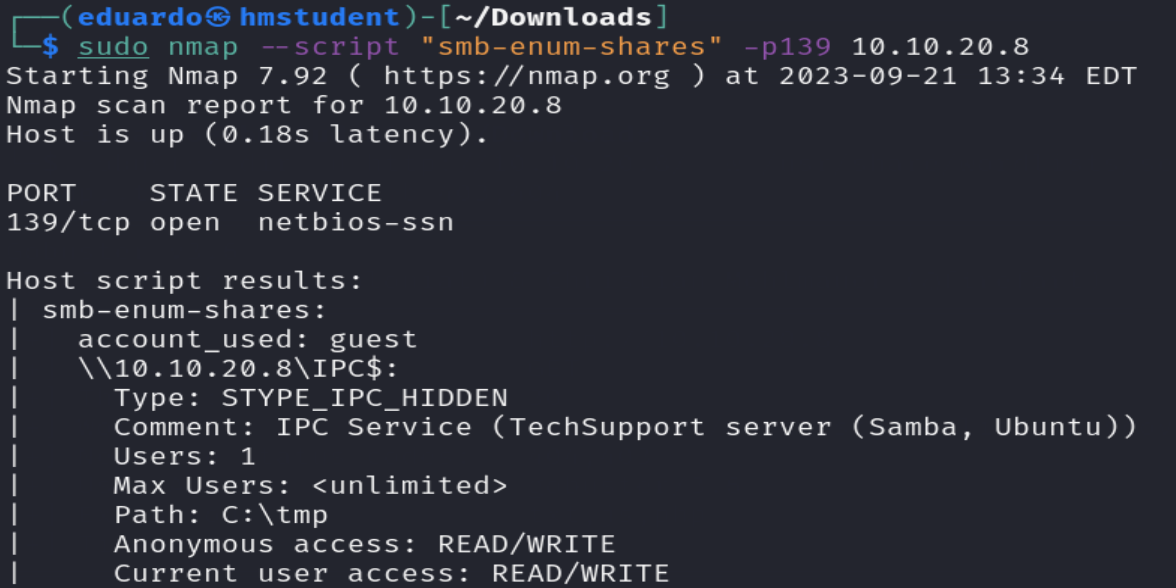 ┌──(eduardo㉿hmstudent)-[~/Downloads]
└─$ sudo nmap --script "smb-enum-shares" -p139 10.10.20.8
Starting Nmap 7.92 ( https://nmap.org ) at 2023-09-21 13:34 EDT
Nmap scan report for 10.10.20.8
Host is up (0.18s latency).
PORT    STATE SERVICE
139/tcp open  netbios-ssn
Host script results:
| smb-enum-shares:
|   account_used: guest
|   \\10.10.20.8\IPC$:
|     Type: STYPE_IPC_HIDDEN
|     Comment: IPC Service (TechSupport server (Samba, Ubuntu))
|     Users: 1
|     Max Users: <unlimited>
|     Path: C:\tmp
|     Anonymous access: READ/WRITE
|     Current user access: READ/WRITE